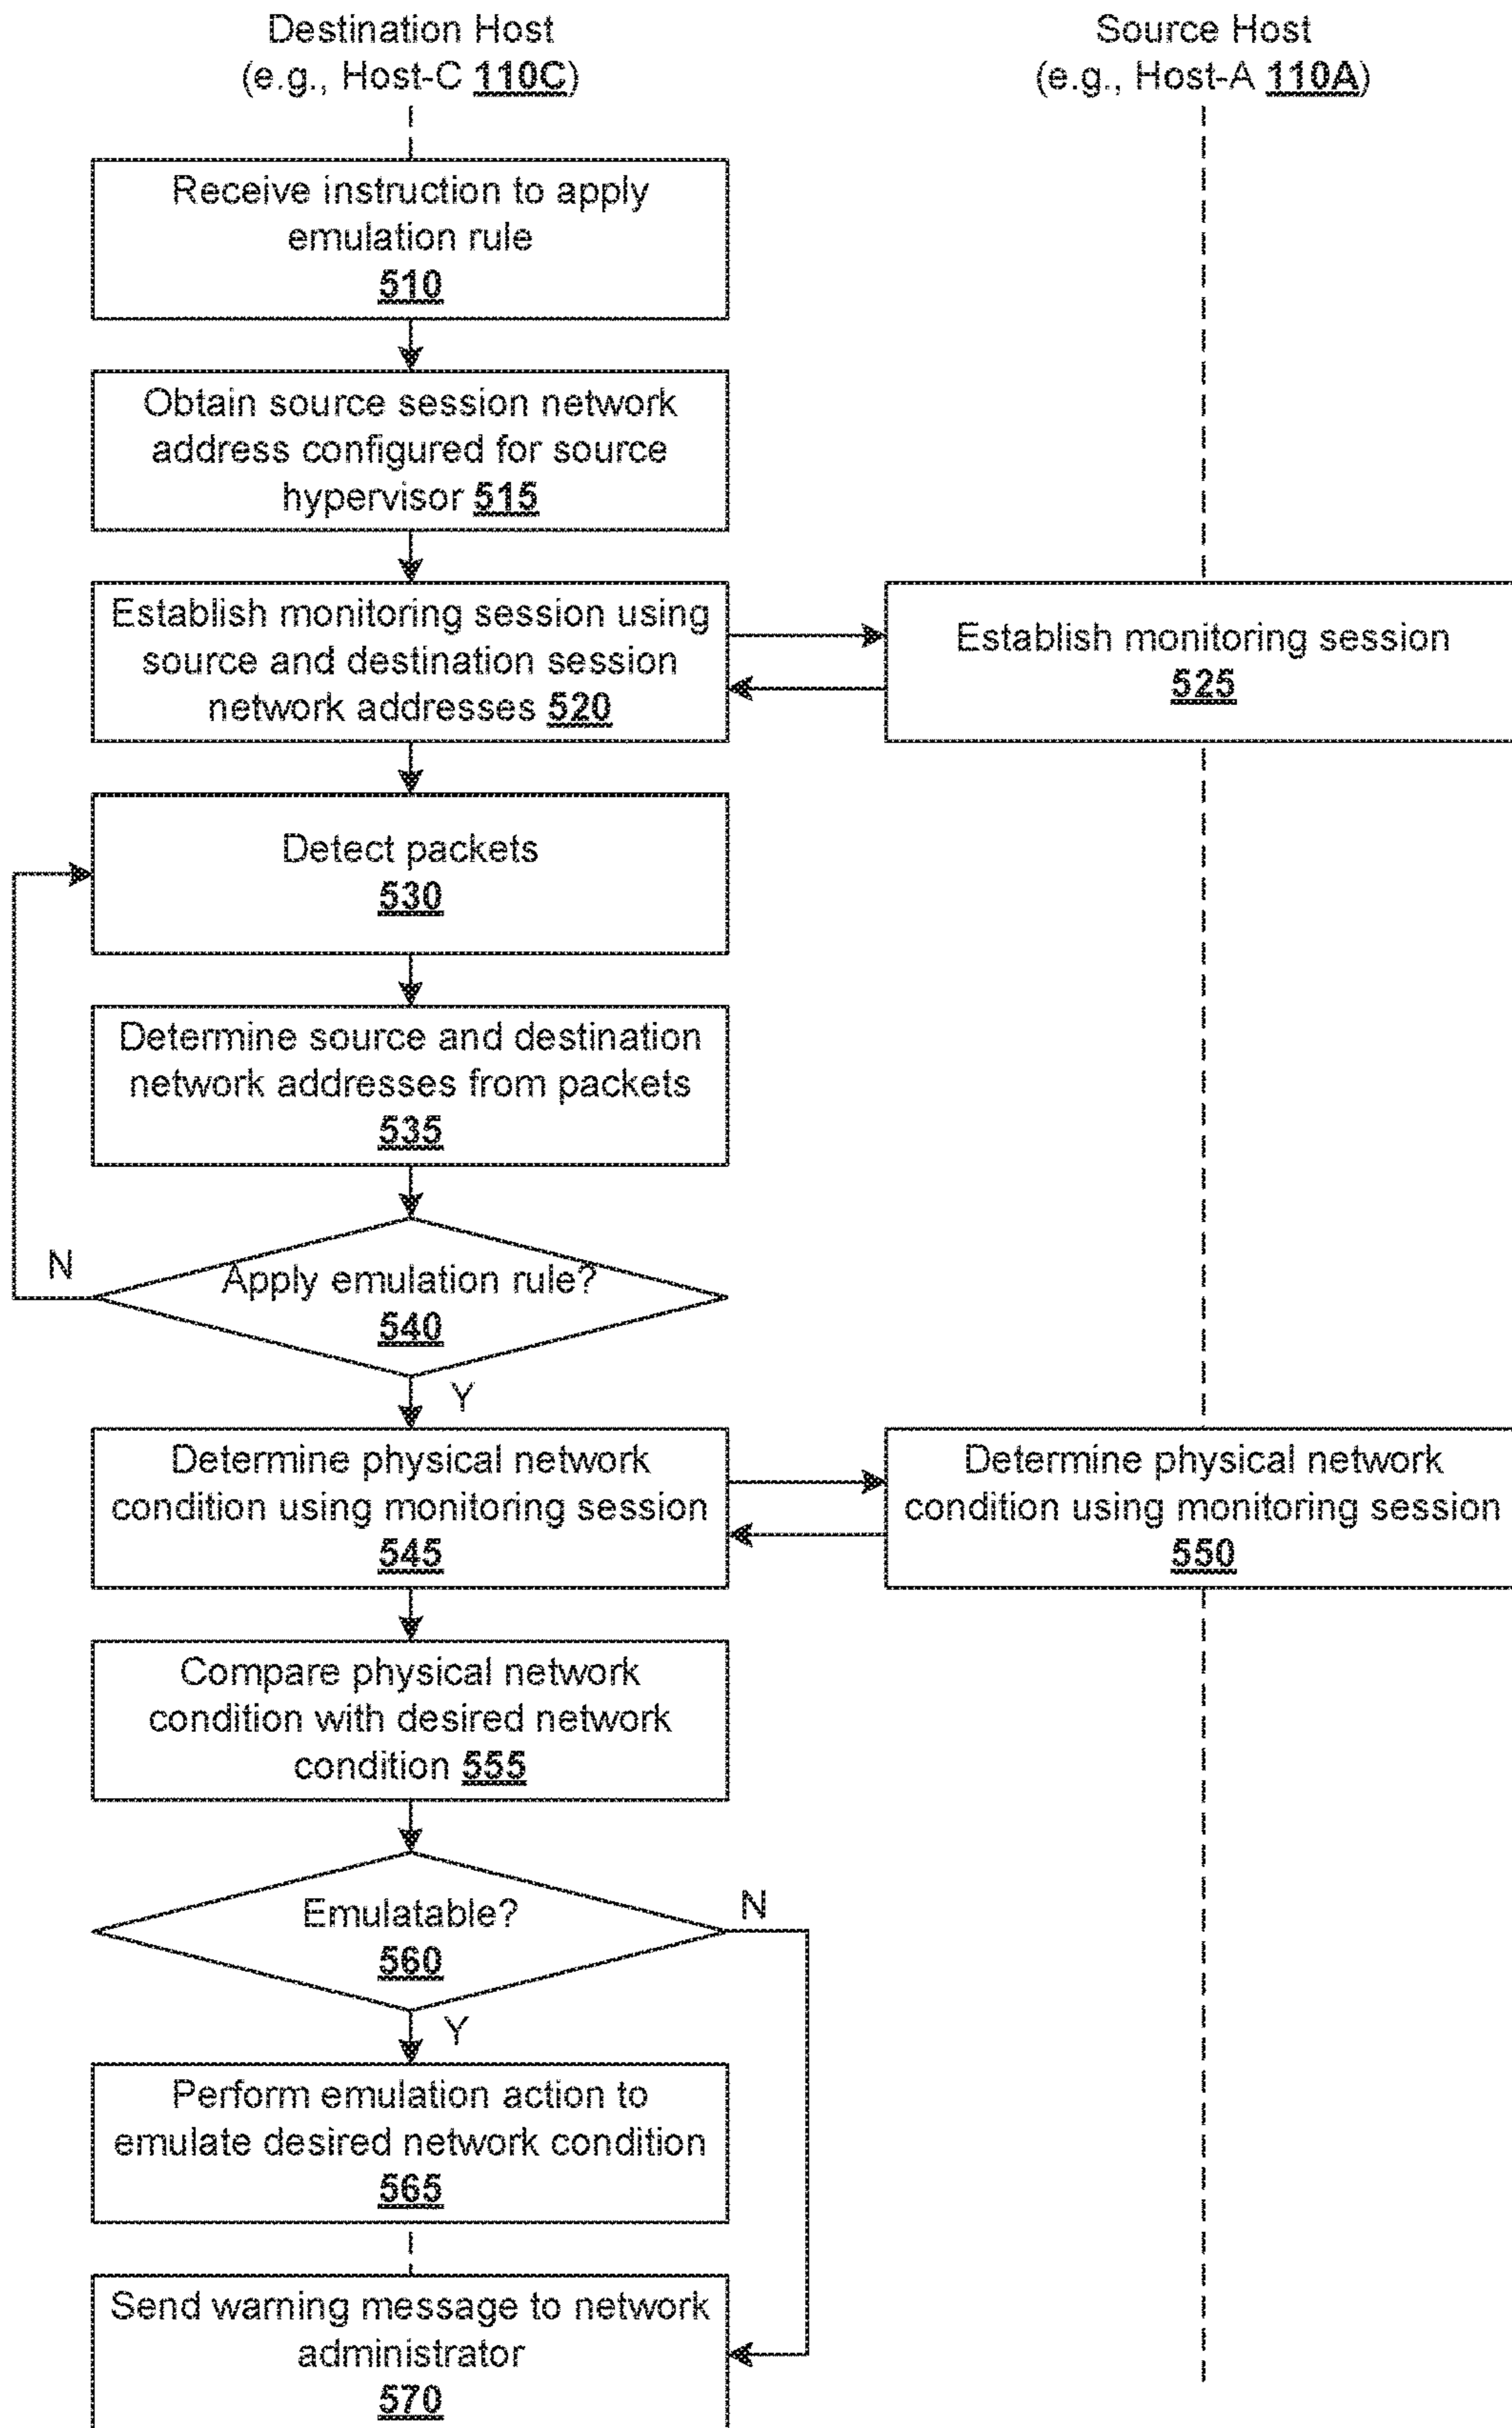 Destination Host
(e.g., Host-C 110C)
Source Host
(e.g., Host-A 110A)
Receive instruction to apply
emulation rule
510
Obtain source session network
address configured for source
hypervisor 515
Establish monitoring session using
source and destination session
network addresses 520
Establish monitoring session
525
Detect packets
530
Determine source and destination
network addresses from packets
535
N
Apply emulation rule?
540
Y
Determine physical network
condition using monitoring session
545
Determine physical network
condition using monitoring session
550
Compare physical network
condition with desired network
condition 555
Emulatable?
560
N
Y
Perform emulation action to
emulate desired network condition
565
Send warning message to network
administrator
570